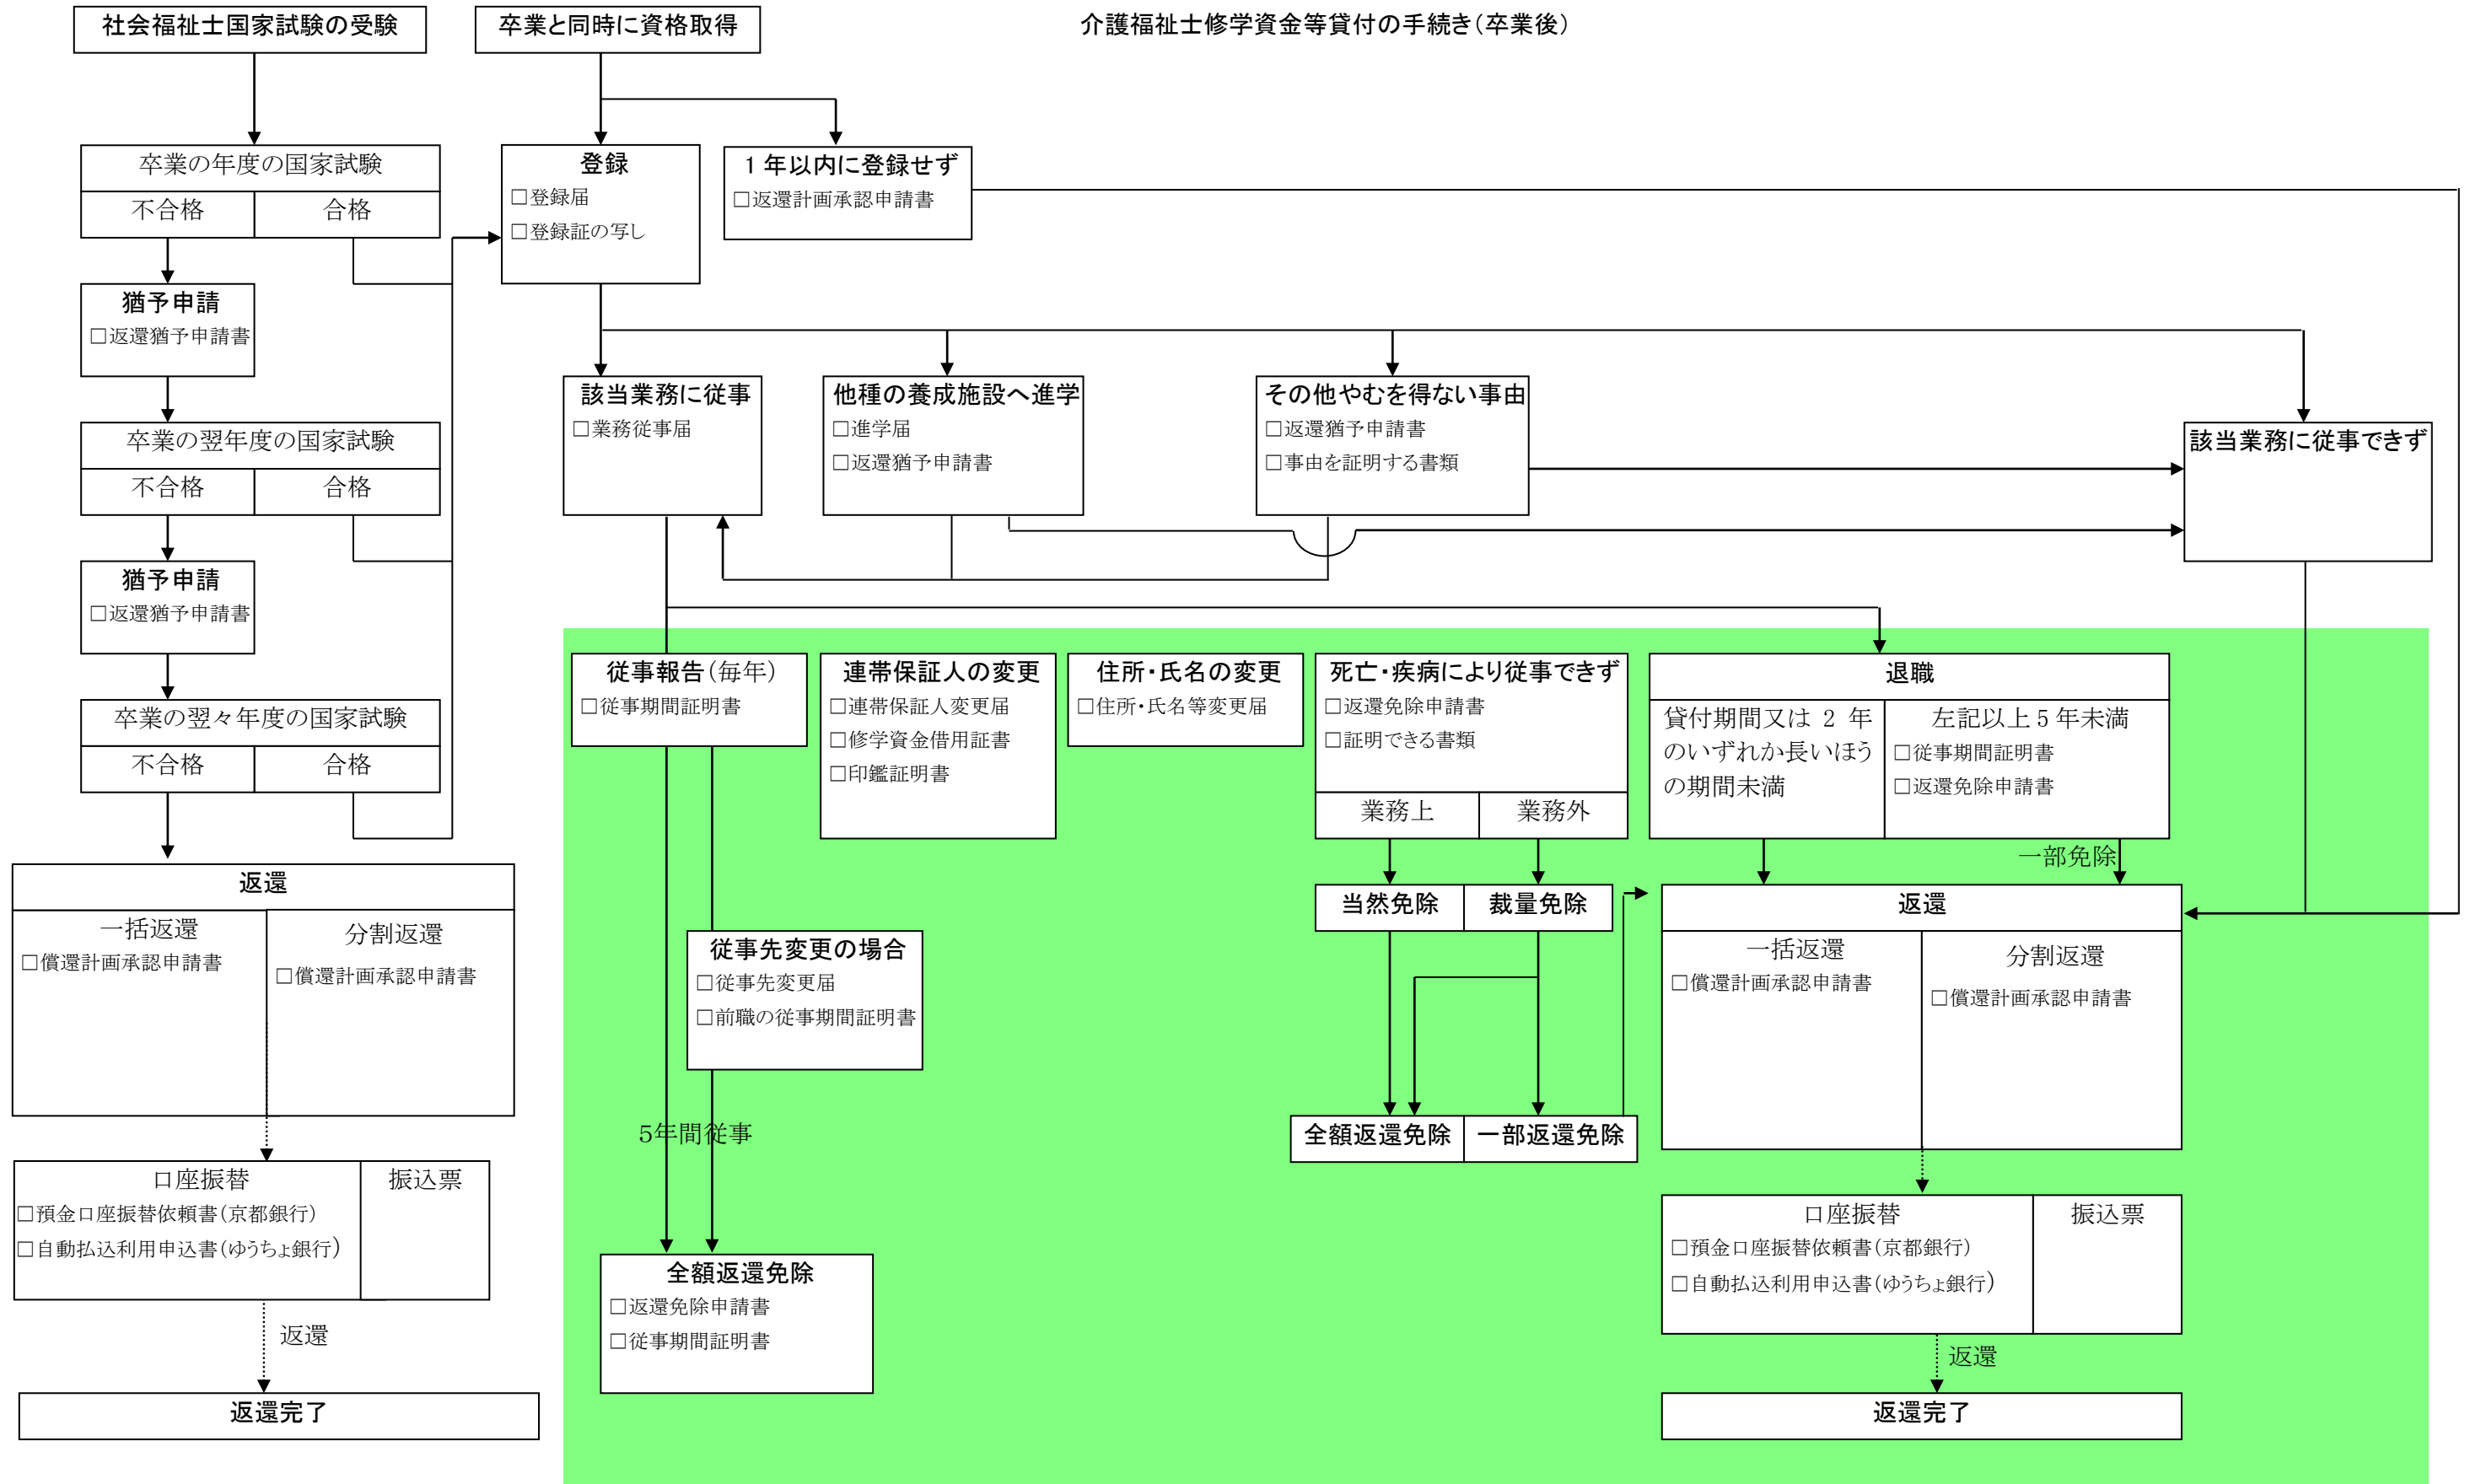 介護福祉士修学資金等貸付の手続き(卒業後)
社会福祉士国家試験の受験
卒業の年度の国家試験
不合格
合格
猶予申請
□返還猶予申請書
卒業の翌年度の国家試験
不合格
合格
猶予申請
□返還猶予申請書
卒業の翌々年度の国家試験
不合格
合格
返還
一括返還
□償還計画承認申請書
分割返還
□償還計画承認申請書
口座振替
□預金口座振替依頼書(京都銀行)
□自動払込利用申込書(ゆうちょ銀行)
振込票
返還
返還完了
卒業と同時に資格取得
登録
□登録届
□登録証の写し
1年以内に登録せず
□返還計画承認申請書
該当業務に従事
□業務従事届
他種の養成施設へ進学
□進学届
□返還猶予申請書
その他やむを得ない事由
□返還猶予申請書
□事由を証明する書類
該当業務に従事できず
従事報告(毎年)
□従事期間証明書
連帯保証人の変更
□連帯保証人変更届
□修学資金借用証書
□印鑑証明書
住所・氏名の変更
□住所・氏名等変更届
死亡・疾病により従事できず
□返還免除申請書
□証明できる書類
業務上
業務外
退職
貸付期間又は 2 年
のいずれか長いほう
の期間未満
左記以上5年未満
□従事期間証明書
□返還免除申請書
一部免除
当然免除
裁量免除
従事先変更の場合
□従事先変更届
□前職の従事期間証明書
5年間従事
全額返還免除
一部返還免除
全額返還免除
□返還免除申請書
□従事期間証明書
返還
一括返還
□償還計画承認申請書
分割返還
□償還計画承認申請書
口座振替
□預金口座振替依頼書(京都銀行)
□自動払込利用申込書(ゆうちょ銀行)
振込票
返還
返還完了